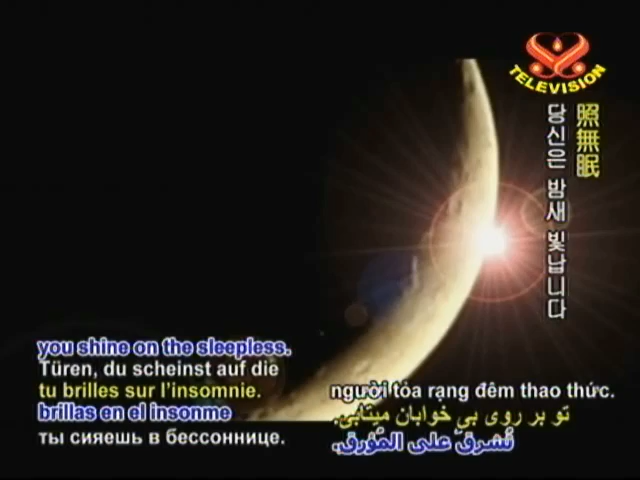 TELEVISION
照無眠
당신은 밤새 빛납니다
you shine on the sleepless.
Türen, du scheinst auf die
tu brilles sur l'insomnie.
brillas en el insonme
ты сияешь в бессоннице.
người tỏa rạng đêm thao thức.
تو بر روی بی خوابان میتابی.
تُشرقُ على المُؤرق.